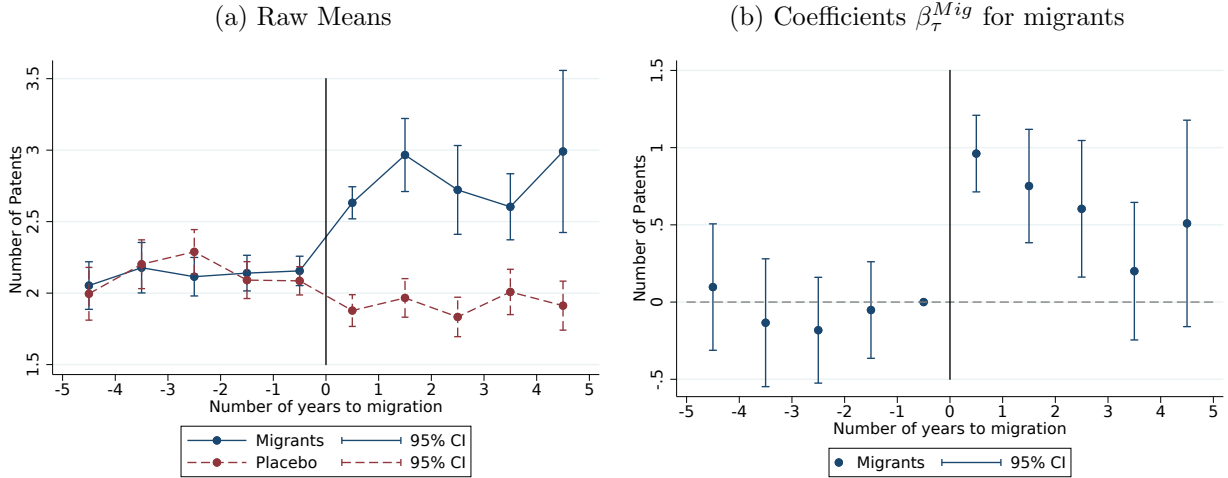 (a) Raw Means
Number of Patents
3.5
3
2.5
2
1.5
-5 -4 -3 -2 -1 0 1 2 3 4 5
Number of years to migration
Migrants 95% CI
Placebo 95% CI
(b) Coefficients β_τ^{Mig} for migrants
Number of Patents
1.5
1
.5
0
-.5
-5 -4 -3 -2 -1 0 1 2 3 4 5
Number of years to migration
Migrants 95% CI